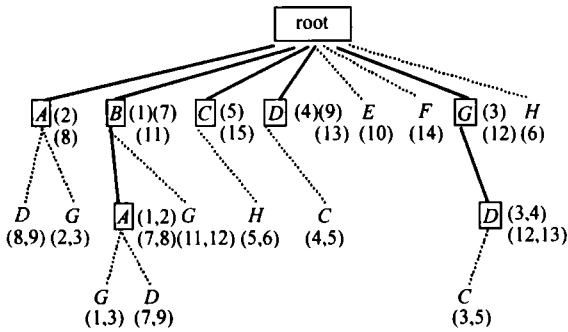 root
A (2) B (1)(7) C (5) D (4)(9) E F G (3) H
(8) (11) (15) (13) (10) (14) (12) (6)
D G A (1,2) G H C D (3,4)
(8,9) (2,3) (7,8) (11,12) (5,6) (4,5) (12,13)
G D C
(1,3) (7,9) (3,5)